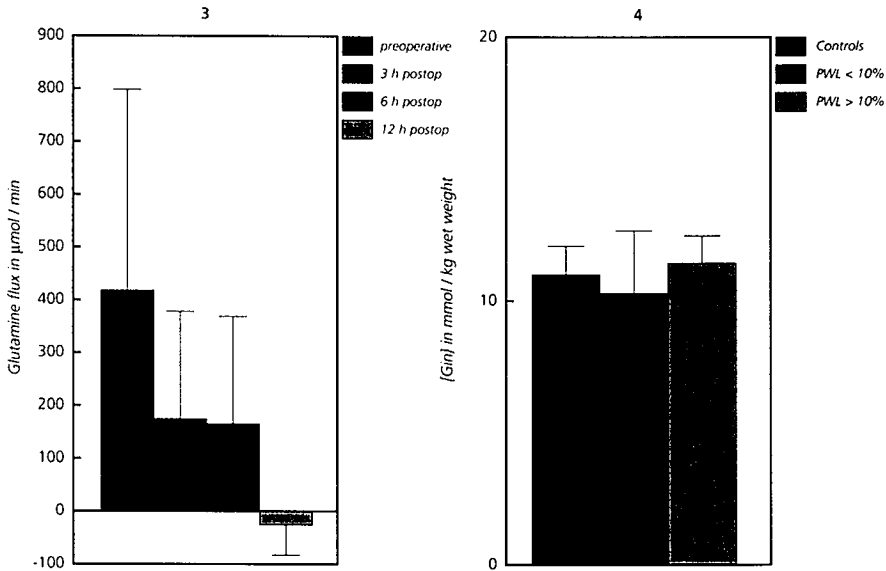 3
900
800
700
600
500
400
300
200
100
0
-100
Glutamine flux in µmol / min
preoperative
3 h postop
6 h postop
12 h postop
4
20
10
0
[Gin] in mmol / kg wet weight
Controls
PWL < 10%
PWL > 10%